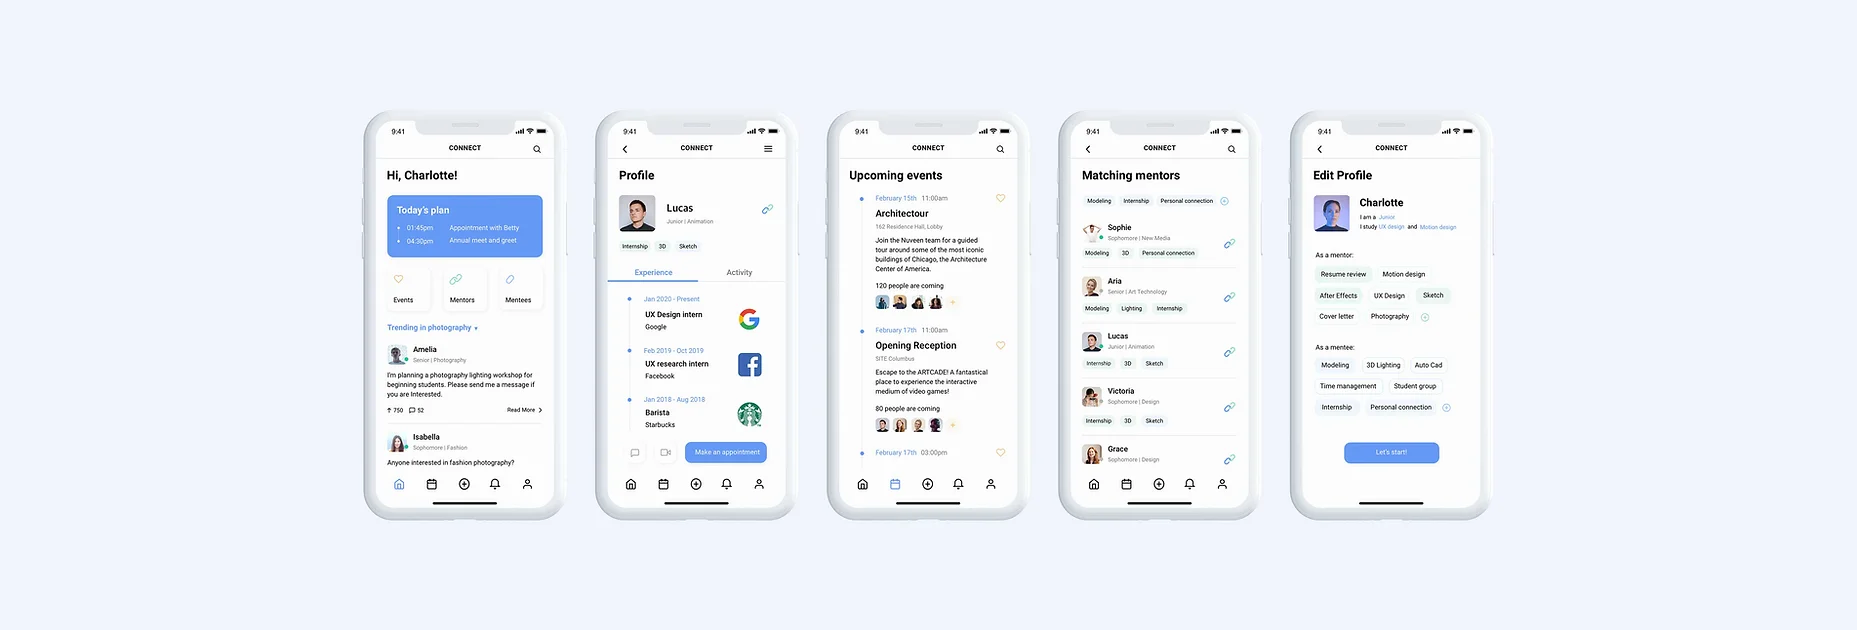 9:41
CONNECT
Hi, Charlotte!
Today's plan
01:45pm Appointment with Betty
04:30pm Annual meet and greet
Events Mentors Mentees
Trending in photography
Amelia
Senior | Photography
I'm planning a photography lighting workshop for
beginning students. Please send me a message if
you are Interested.
750 52 Read More
Isabella
Sophomore | Fashion
Anyone interested in fashion photography?
9:41
CONNECT
Profile
Lucas
Junior | Animation
Internship 3D Sketch
Experience Activity
Jan 2020 - Present
UX Design intern
Google
Feb 2019 - Oct 2019
UX research intern
Facebook
Jan 2018 - Aug 2018
Barista
Starbucks
Make an appointment
9:41
CONNECT
Upcoming events
February 15th 11:00am
Architectour
162 Residence Hall, Lobby
Join the Nuveen team for a guided
tour around some of the most iconic
buildings of Chicago, the Architecture
Center of America.
120 people are coming
February 17th 11:00am
Opening Reception
SITE Columbus
Escape to the ARTCADE! A fantastical
place to experience the interactive
medium of video games!
80 people are coming
February 17th 03:00pm
9:41
CONNECT
Matching mentors
Modeling Internship Personal connection
Sophie
Sophomore | New Media
Modeling 3D Personal connection
Aria
Senior | Art Technology
Modeling Lighting Internship
Lucas
Junior | Animation
Internship 3D Sketch
Victoria
Sophomore | Design
Internship 3D Sketch
Grace
Sophomore | Design
9:41
CONNECT
Edit Profile
Charlotte
I am a Junior
I study UX design and Motion design
As a mentor:
Resume review Motion design
After Effects UX Design Sketch
Cover letter Photography
As a mentee:
Modeling 3D Lighting Auto Cad
Time management Student group
Internship Personal connection
Let's start!